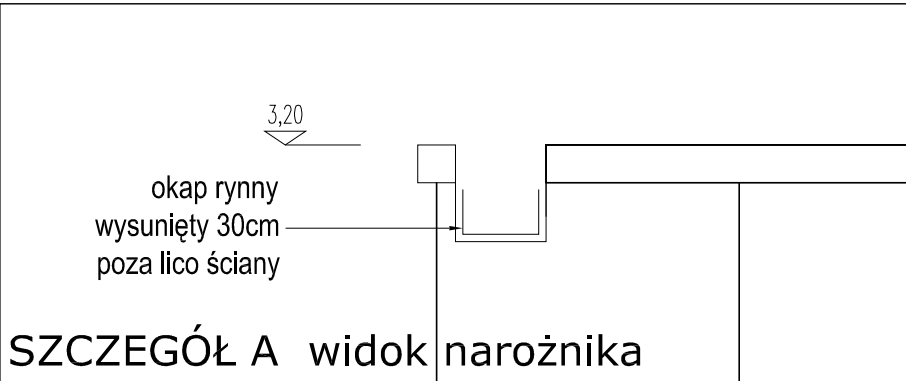 3,20
okap rynny
wysunięty 30cm
poza lico ściany
SZCZEGÓŁ A widok narożnika